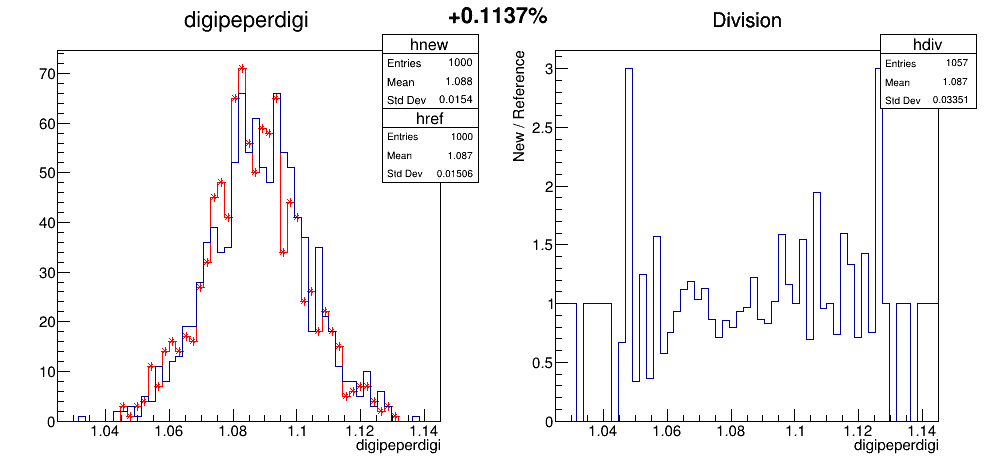 +0.1137%
digipeperdigi
hnew
Entries 1000
Mean 1.088
Std Dev 0.0154
href
Entries 1000
Mean 1.087
Std Dev 0.01506
70
60
50
40
30
20
10
0
1.04 1.06 1.08 1.1 1.12 1.14
digipeperdigi
Division
hdiv
Entries 1057
Mean 1.087
Std Dev 0.03351
New / Reference
3
2.5
2
1.5
1
0.5
0
1.04 1.06 1.08 1.1 1.12 1.14
digipeperdigi